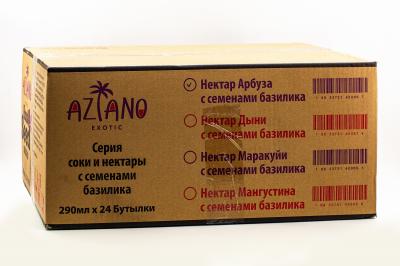 AZIANO
EXOTIC
Серия
соки и нектары
с семенами
базилика
290мл x 24 Бутылки
Нектар Арбуза
с семенами базилика
Нектар Дыни
с семенами базилика
Нектар Маракуйи
с семенами базилика
Нектар Мангустина
с семенами базилика